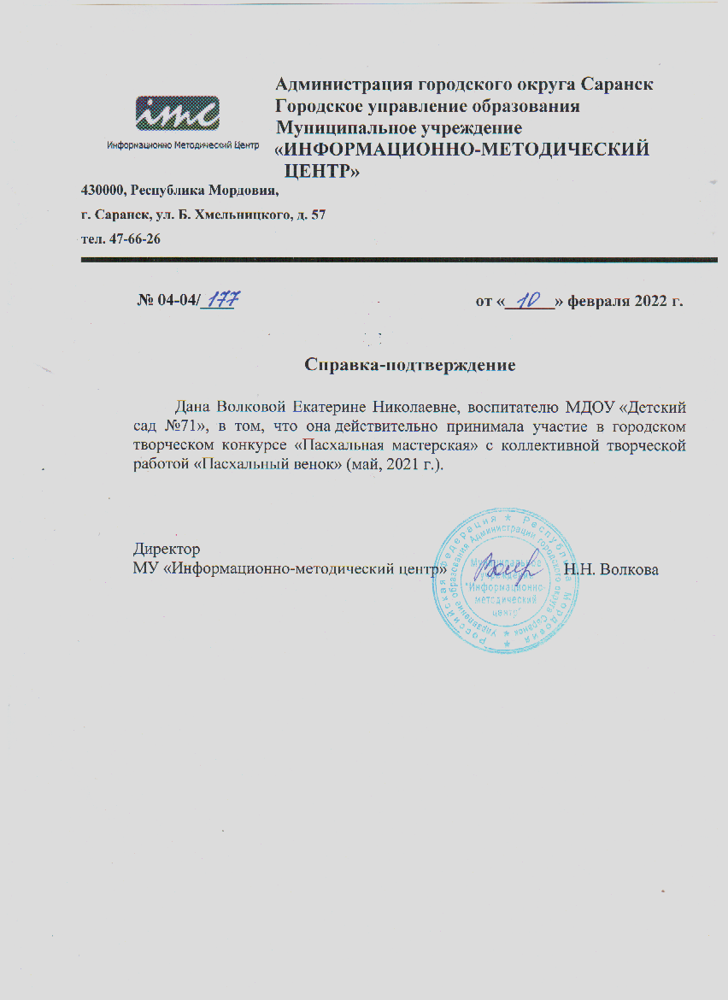 Администрация городского округа Саранск
Городское управление образования
Муниципальное учреждение
«ИНФОРМАЦИОННО-МЕТОДИЧЕСКИЙ
ЦЕНТР»
imc
Информационно Методический Центр
430000, Республика Мордовия,
г. Саранск, ул. Б. Хмельницкого, д. 57
тел. 47-66-26
№ 04-04/177 от «10» февраля 2022 г.
Справка-подтверждение
Дана Волковой Екатерине Николаевне, воспитателю МДОУ «Детский
сад №71», в том, что она действительно принимала участие в городском
творческом конкурсе «Пасхальная мастерская» с коллективной творческой
работой «Пасхальный венок» (май, 2021 г.).
Директор
МУ «Информационно-методический центр» Н.Н. Волкова
Российская Федерация ★ Республика Мордовия ★
Управление образования Администрации городского округа Саранск ★
Муниципальное
учреждение
"Информационно-
методический
центр"